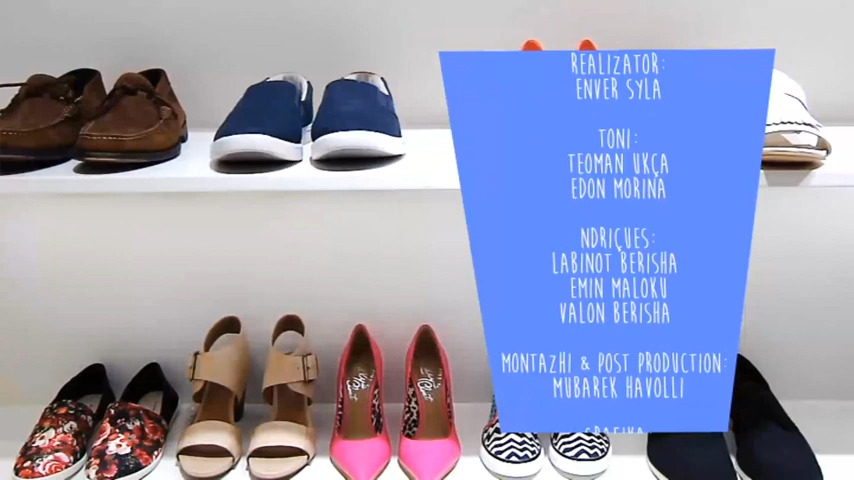 REALIZATOR:
ENVER SYLA
TONI:
TEOMAN UKÇA
EDON MORINA
NDRIÇUES:
LABINOT BERISHA
EMIN MALOKU
VALON BERISHA
MONTAZHI & POST PRODUCTION:
MUBAREK HAVOLLI